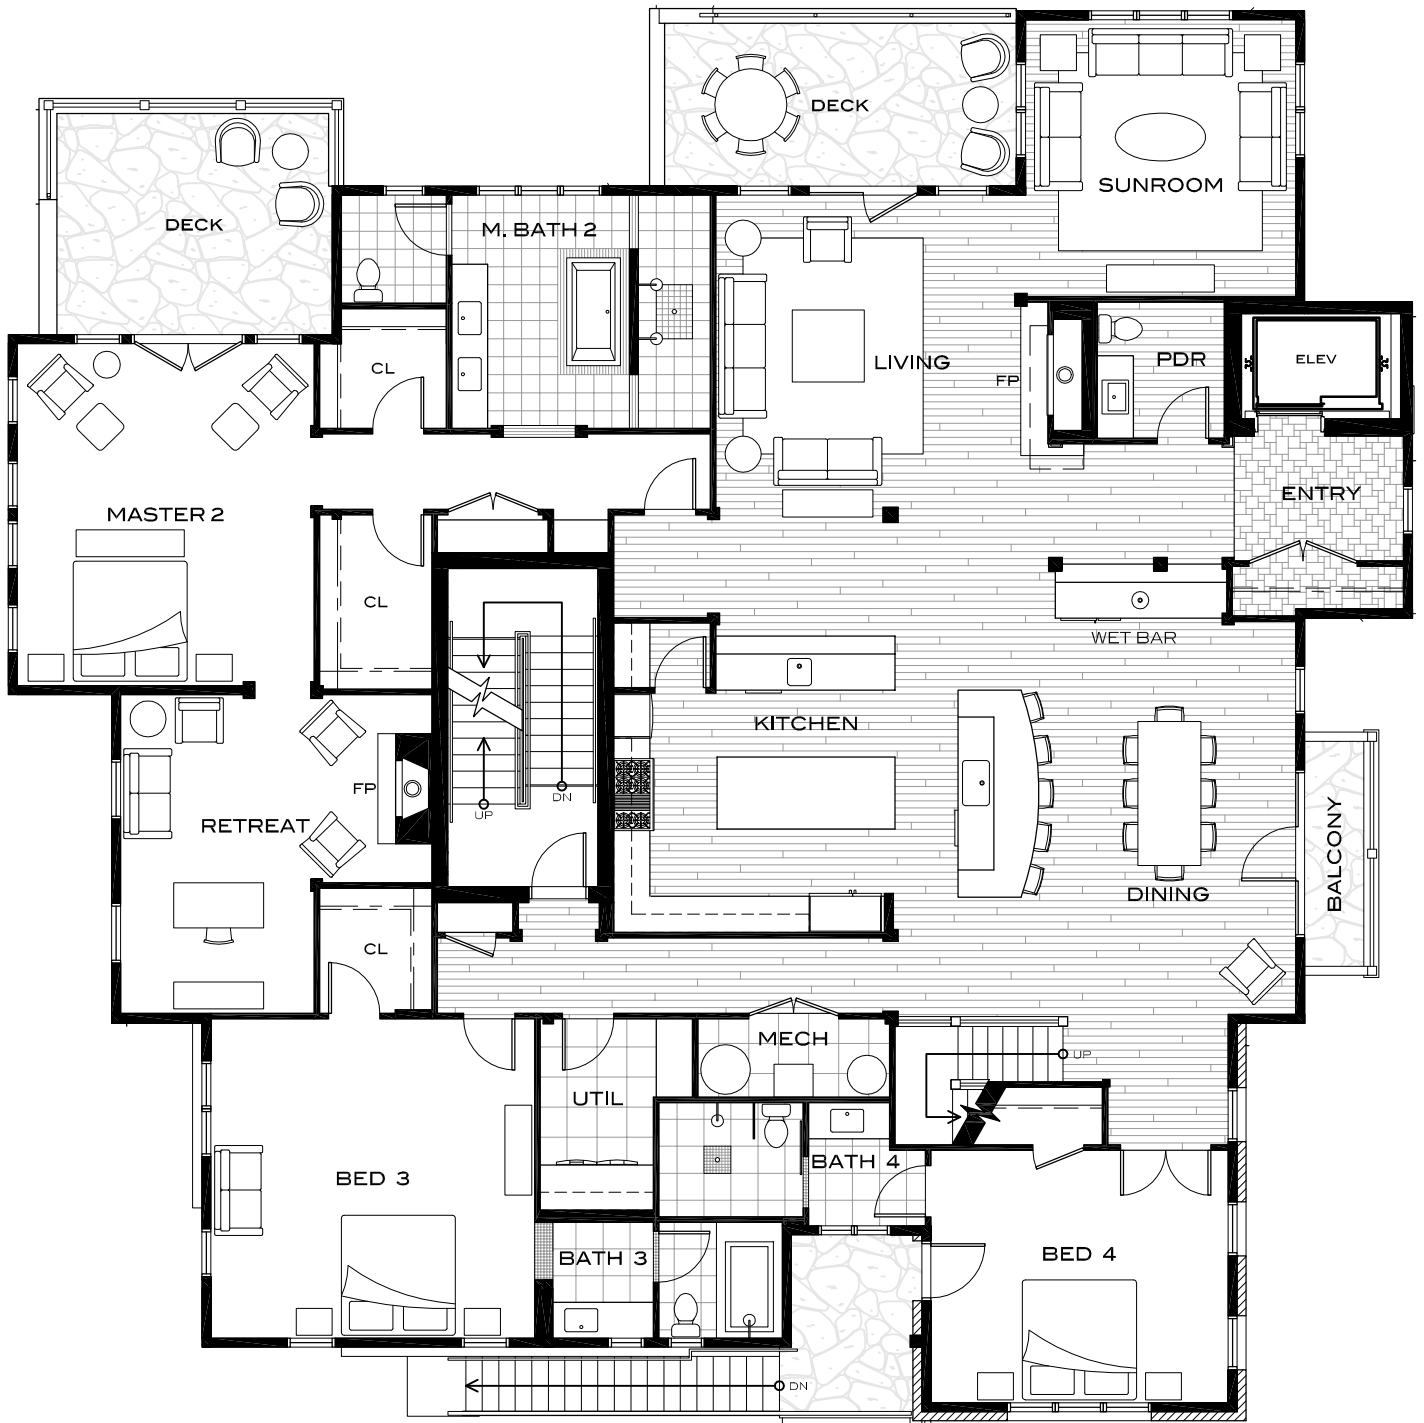 DECK
SUNROOM
DECK
M. BATH 2
LIVING
FP
PDR
ELEV
CL
ENTRY
MASTER 2
CL
WET BAR
KITCHEN
FP
DN
UP
RETREAT
BALCONY
DINING
CL
MECH
UP
UTIL
BATH 4
BED 3
BATH 3
BED 4
DN